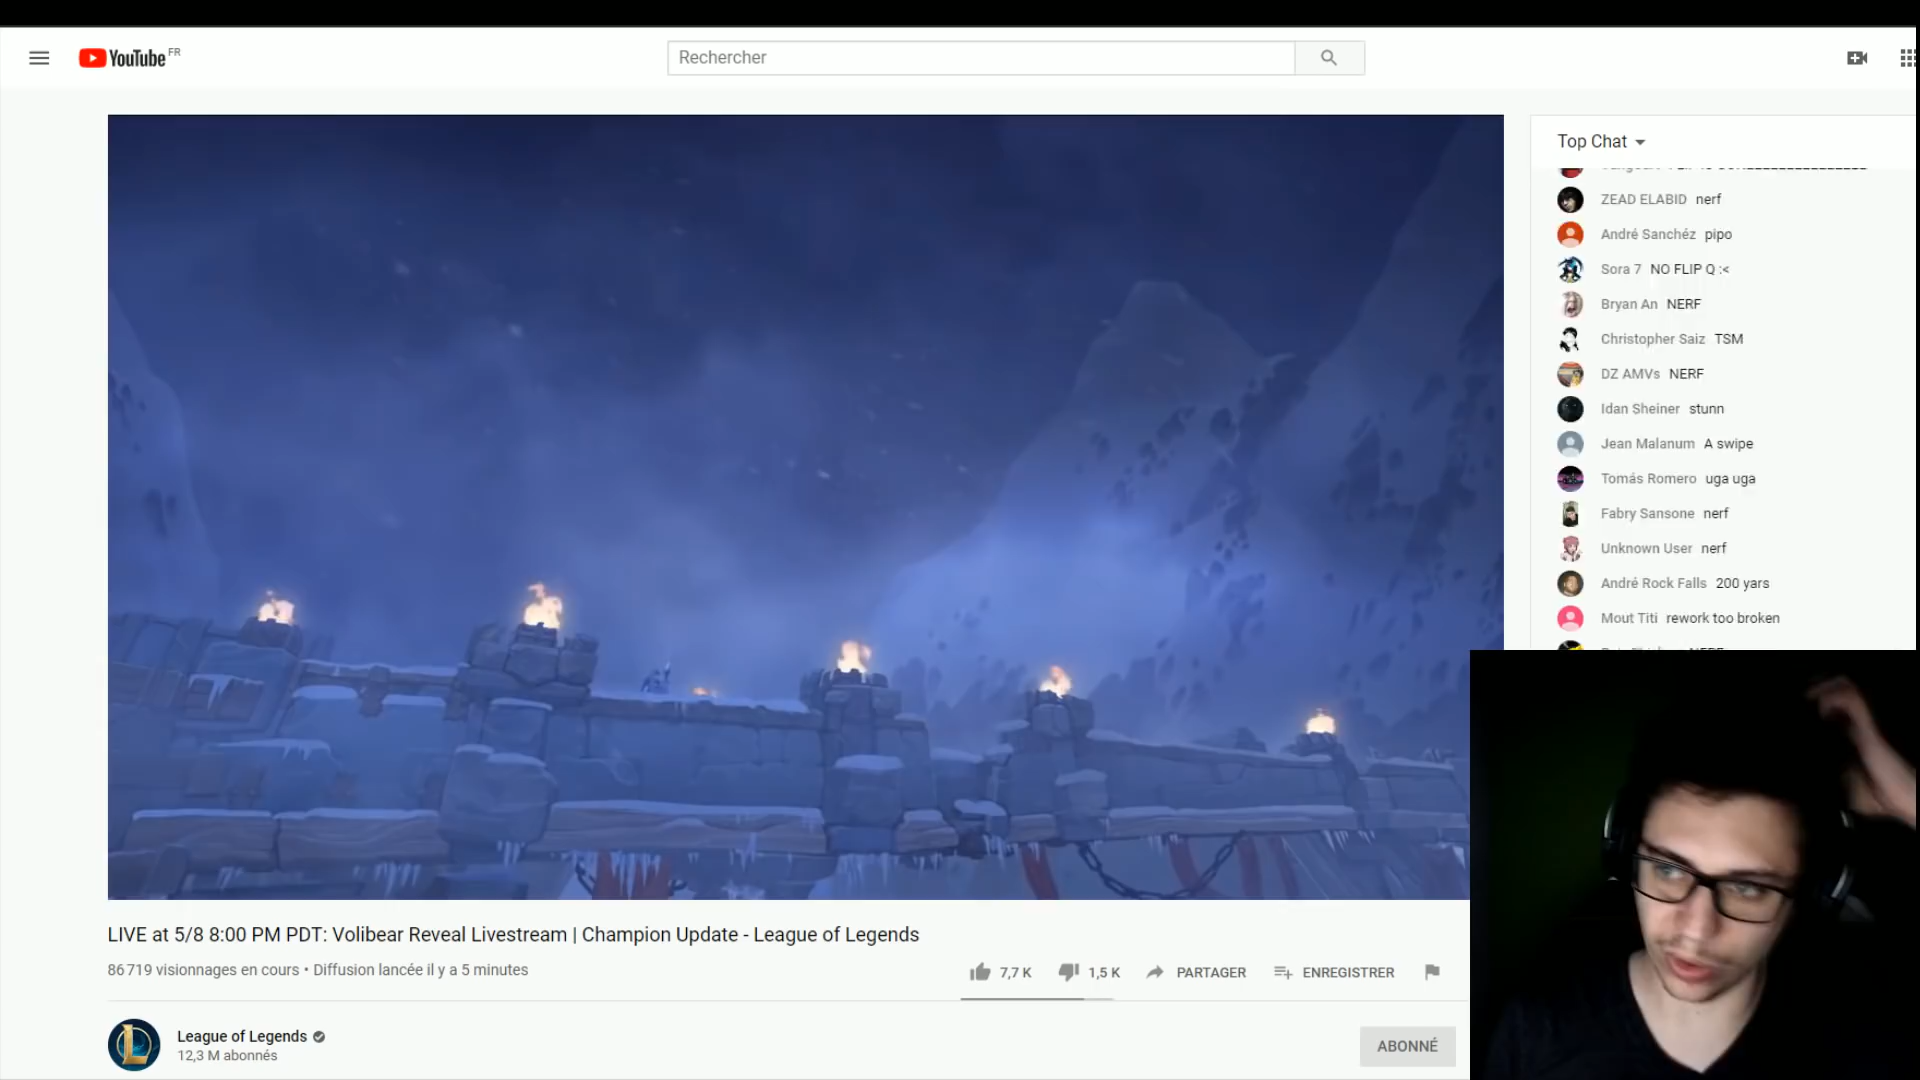 YouTube FR
Rechercher
Top Chat
ZEAD ELABID nerf
André Sanchéz pipo
Sora 7 NO FLIP Q :<
Bryan An NERF
Christopher Saiz TSM
DZ AMVs NERF
Idan Sheiner stunn
Jean Malanum A swipe
Tomás Romero uga uga
Fabry Sansone nerf
Unknown User nerf
André Rock Falls 200 yars
Mout Titi rework too broken
LIVE at 5/8 8:00 PM PDT: Volibear Reveal Livestream | Champion Update - League of Legends
86 719 visionnages en cours • Diffusion lancée il y a 5 minutes
7,7 K 1,5 K PARTAGER ENREGISTRER
League of Legends
12,3 M abonnés
ABONNÉ